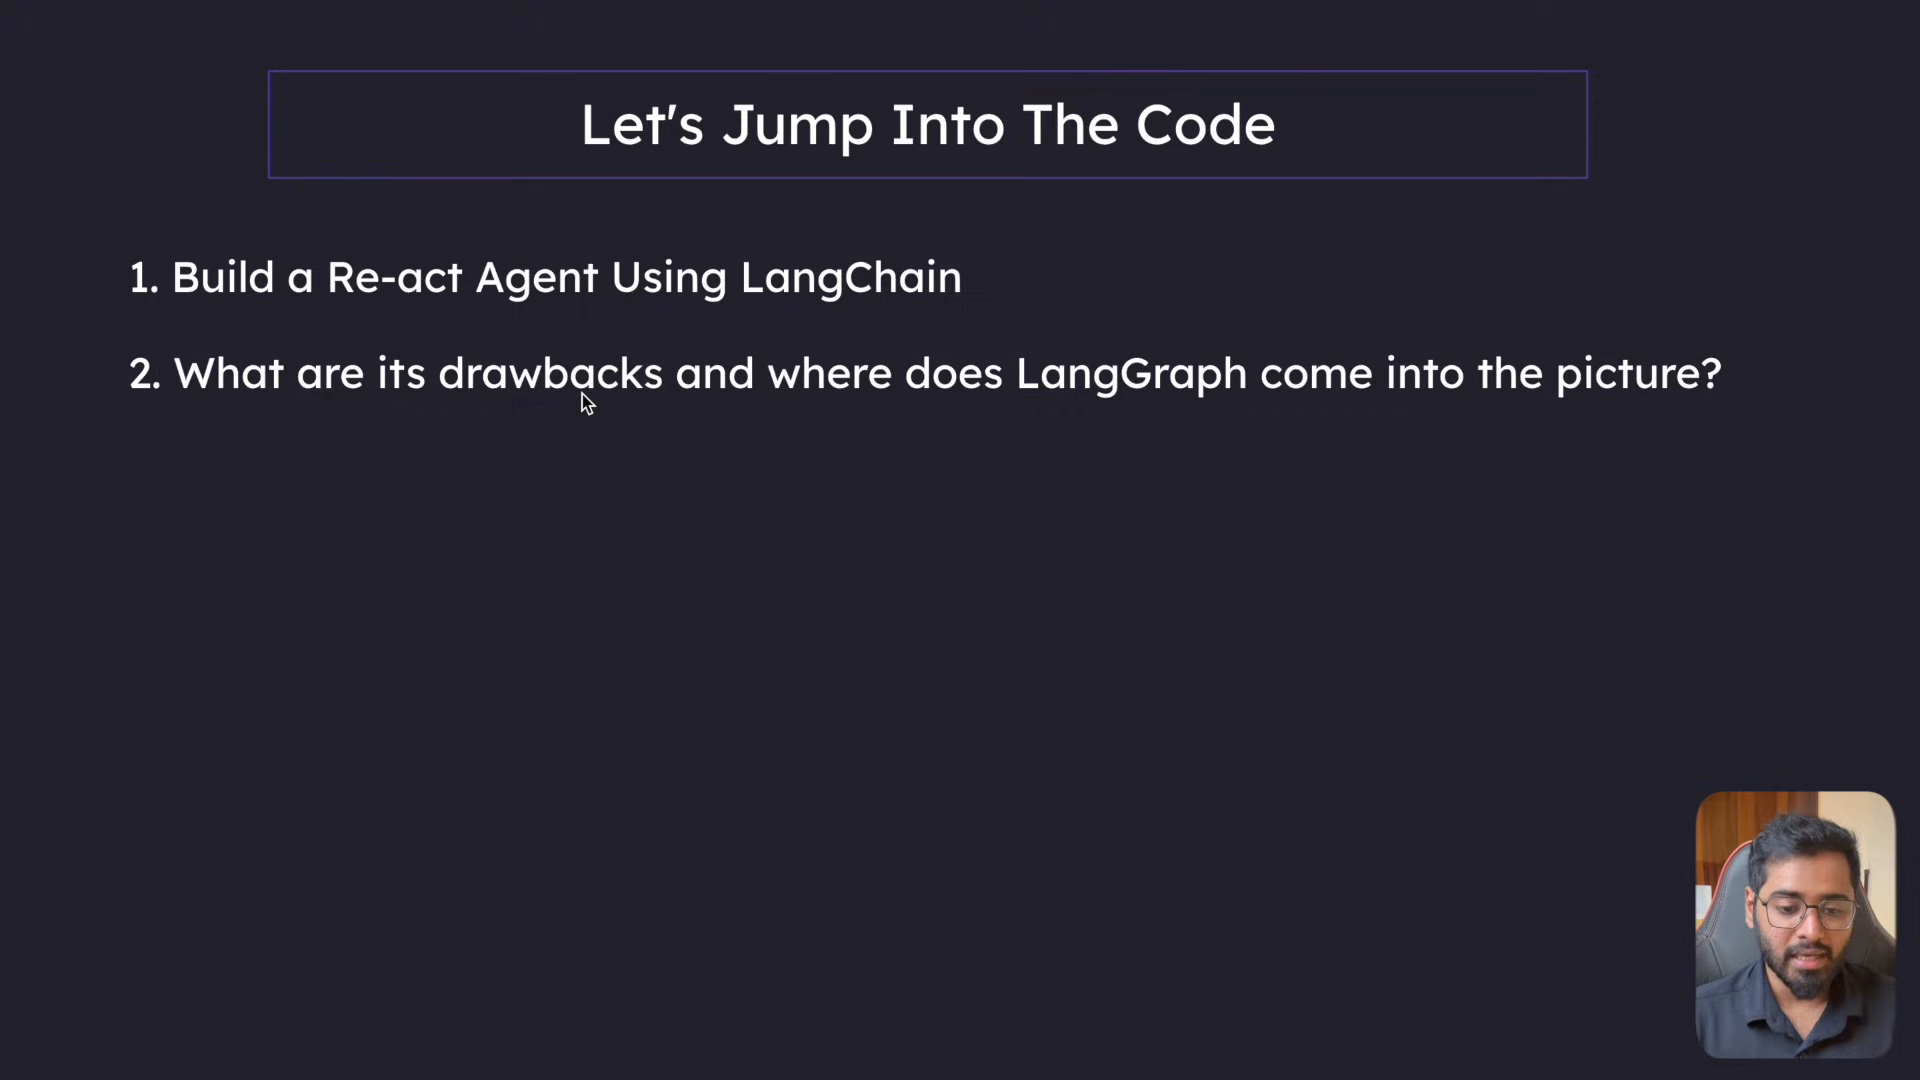 Let's Jump Into The Code
1. Build a Re-act Agent Using LangChain
2. What are its drawbacks and where does LangGraph come into the picture?